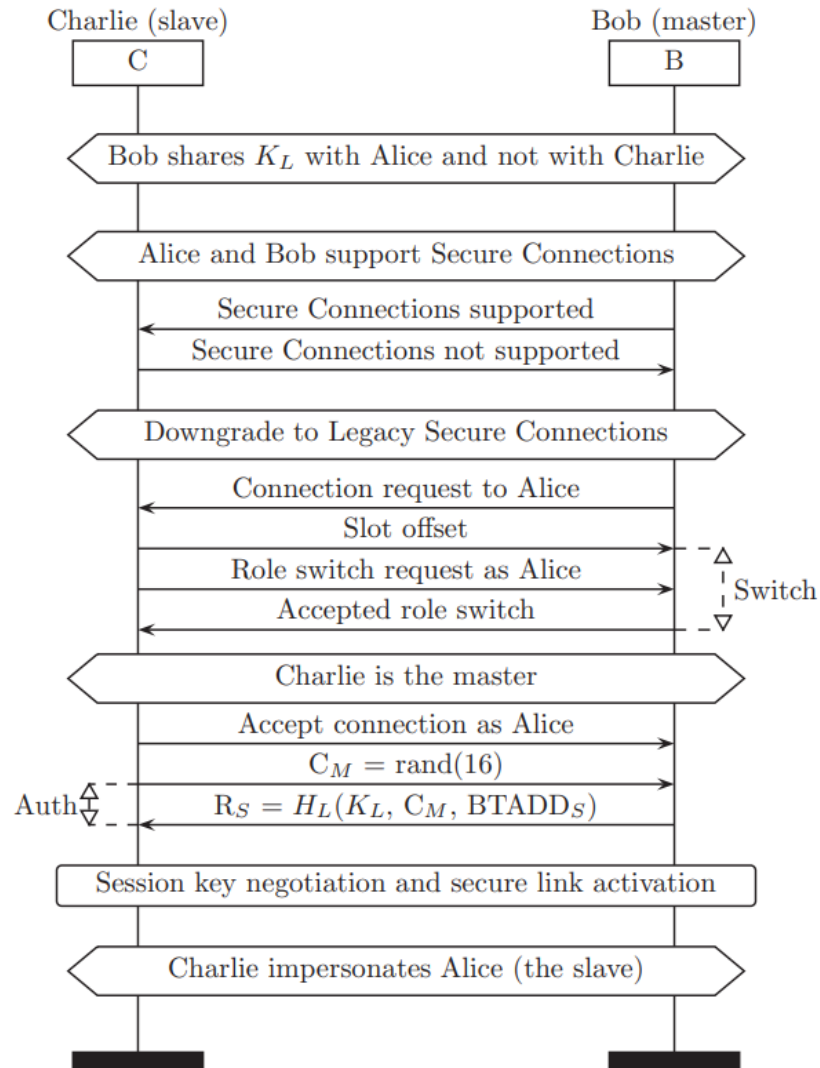 Charlie (slave)
Bob (master)
C
B
Bob shares K_L with Alice and not with Charlie
Alice and Bob support Secure Connections
Secure Connections supported
Secure Connections not supported
Downgrade to Legacy Secure Connections
Connection request to Alice
Slot offset
Role switch request as Alice
Switch
Accepted role switch
Charlie is the master
Accept connection as Alice
C_M = rand(16)
Auth
R_S = H_L(K_L, C_M, BTADD_S)
Session key negotiation and secure link activation
Charlie impersonates Alice (the slave)